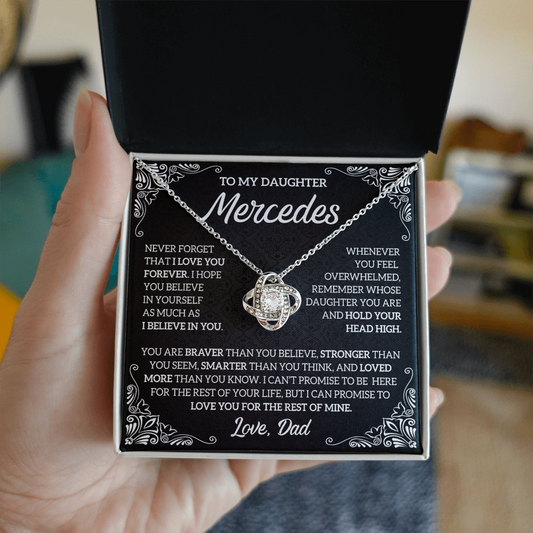 TO MY DAUGHTER
Mercedes
NEVER FORGET
THAT I LOVE YOU
FOREVER. I HOPE
YOU BELIEVE
IN YOURSELF
AS MUCH AS
I BELIEVE IN YOU.
WHENEVER
YOU FEEL
OVERWHELMED,
REMEMBER WHOSE
DAUGHTER YOU ARE
AND HOLD YOUR
HEAD HIGH.
YOU ARE BRAVER THAN YOU BELIEVE, STRONGER THAN
YOU SEEM, SMARTER THAN YOU THINK, AND LOVED
MORE THAN YOU KNOW. I CAN'T PROMISE TO BE HERE
FOR THE REST OF YOUR LIFE, BUT I CAN PROMISE TO
LOVE YOU FOR THE REST OF MINE.
Love, Dad